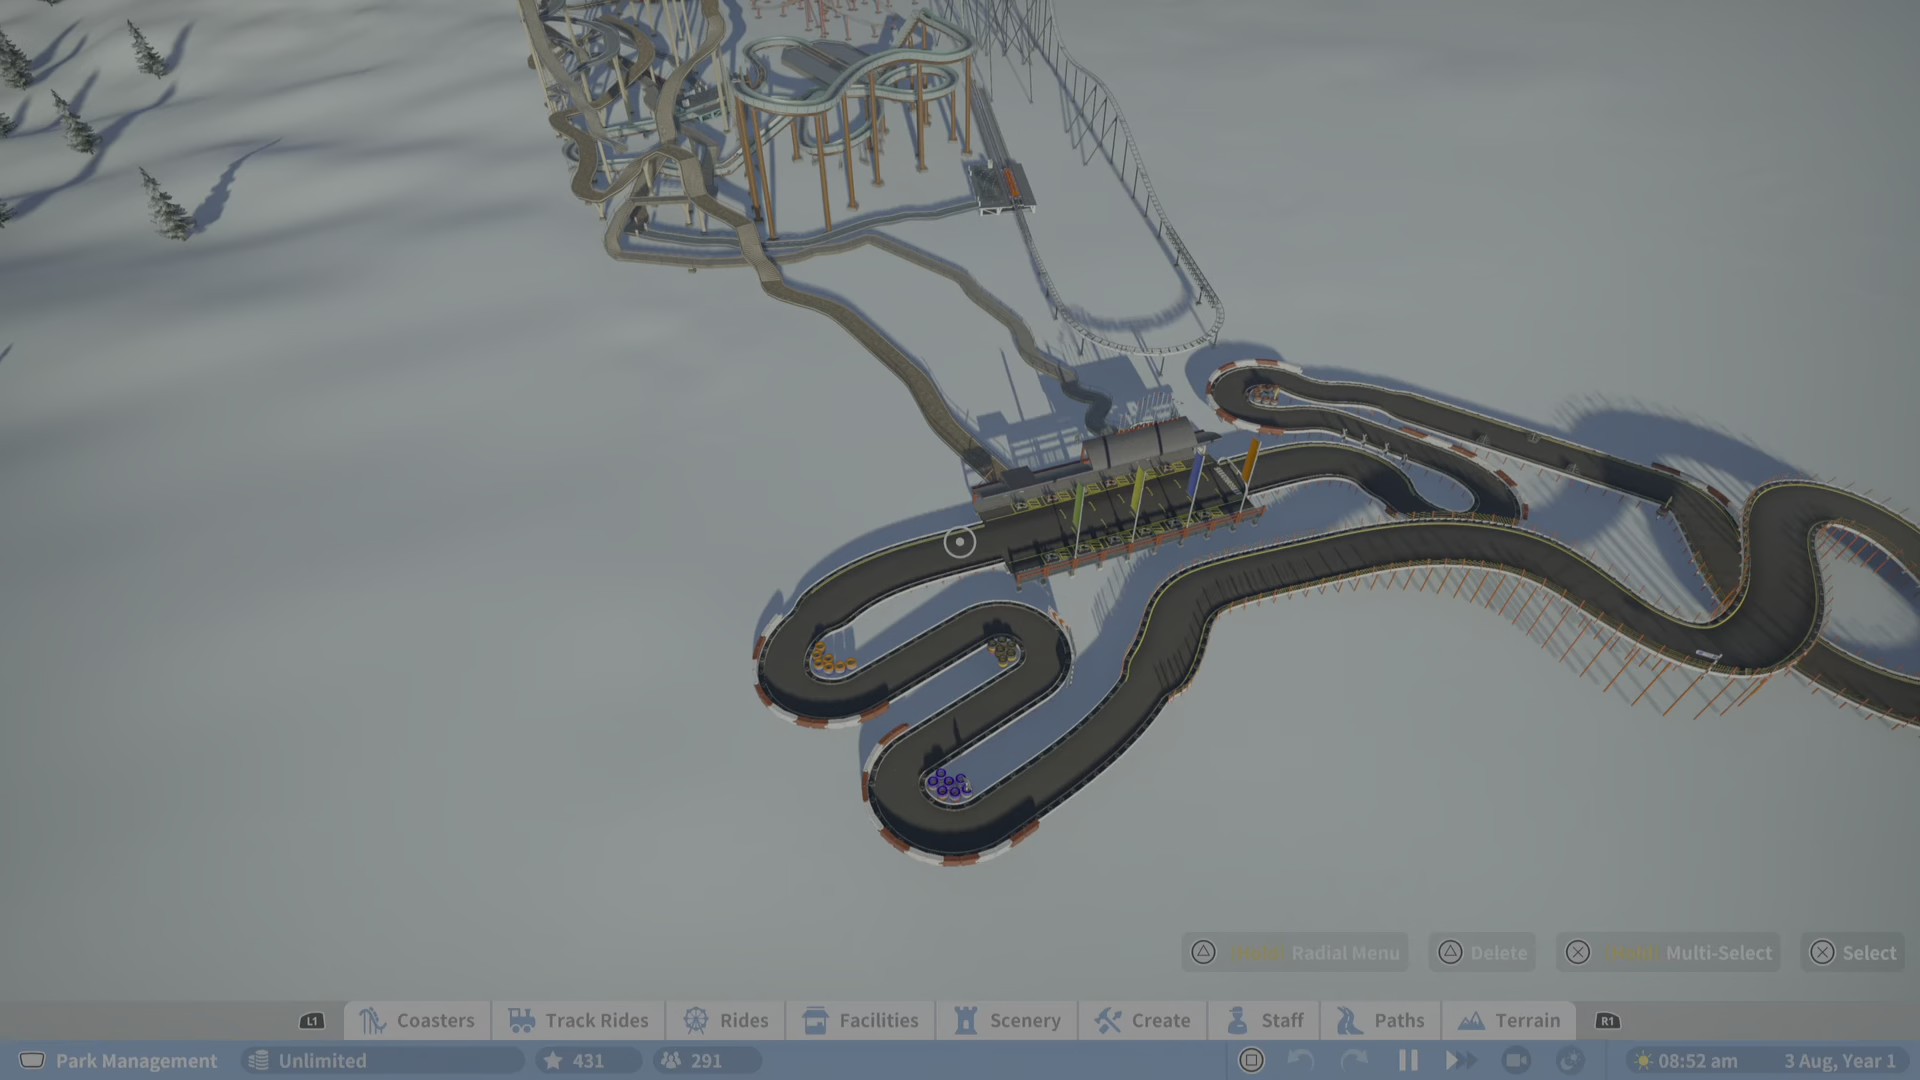 (Hold) Radial Menu Delete (Hold) Multi-Select Select
L1 Coasters Track Rides Rides Facilities Scenery Create Staff Paths Terrain R1
Park Management Unlimited 431 291 08:52 am 3 Aug, Year 1